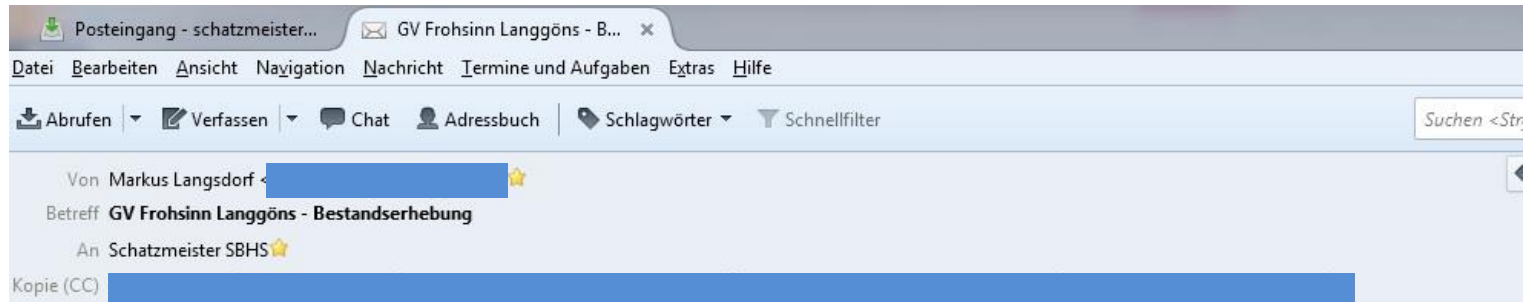 Posteingang - schatzmeister... GV Frohsinn Langgöns - B...
Datei Bearbeiten Ansicht Navigation Nachricht Termine und Aufgaben Extras Hilfe
Abrufen Verfassen Chat Adressbuch Schlagwörter Schnellfilter Suchen <Str
Von Markus Langsdorf <
Betreff GV Frohsinn Langgöns - Bestandserhebung
An Schatzmeister SBHS
Kopie (CC)